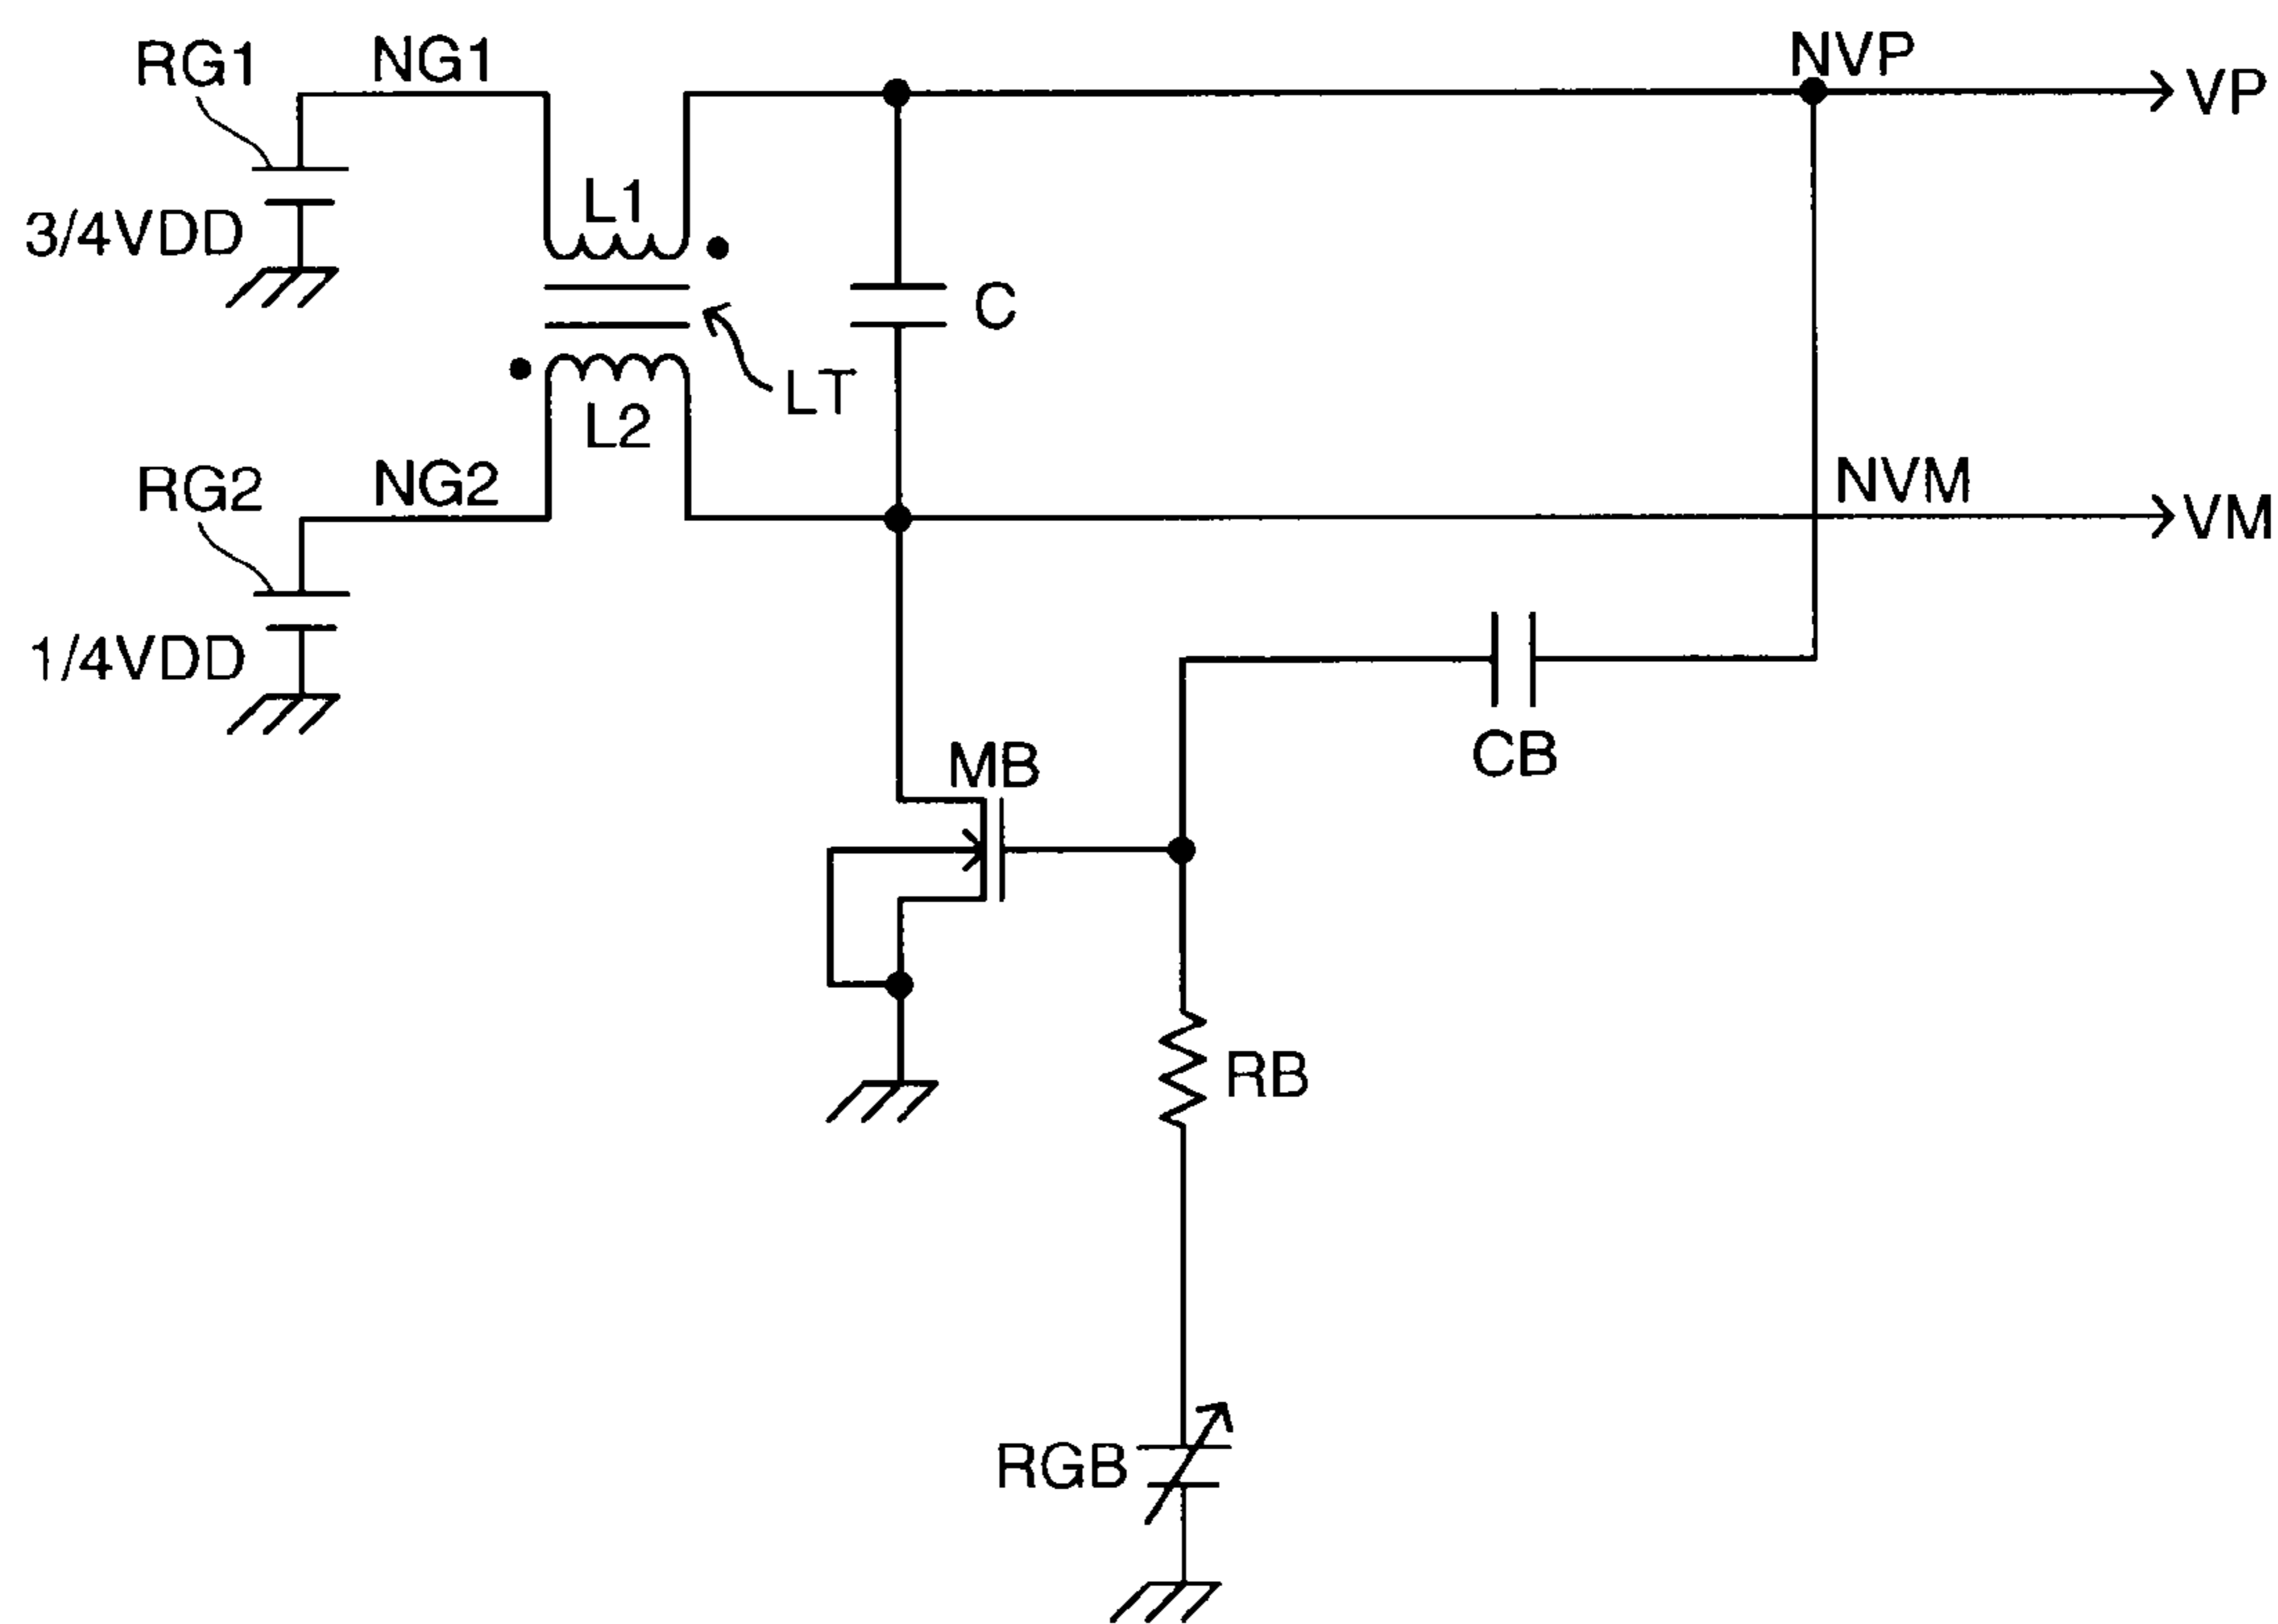 RG1
NG1
NVP
VP
L1
3/4VDD
C
LT
L2
RG2
NG2
NVM
VM
1/4VDD
MB
CB
RB
RGB